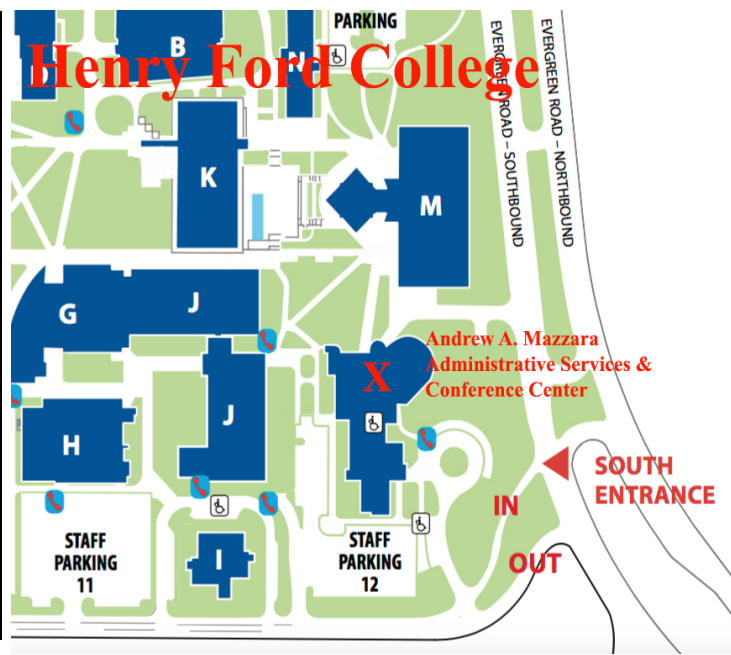 PARKING
B
N
D
Henry Ford College
EVERGREEN ROAD – SOUTHBOUND
EVERGREEN ROAD – NORTHBOUND
K
M
G
J
Andrew A. Mazzara
Administrative Services &
Conference Center
X
J
H
SOUTH
ENTRANCE
IN
STAFF
PARKING
11
I
STAFF
PARKING
12
OUT